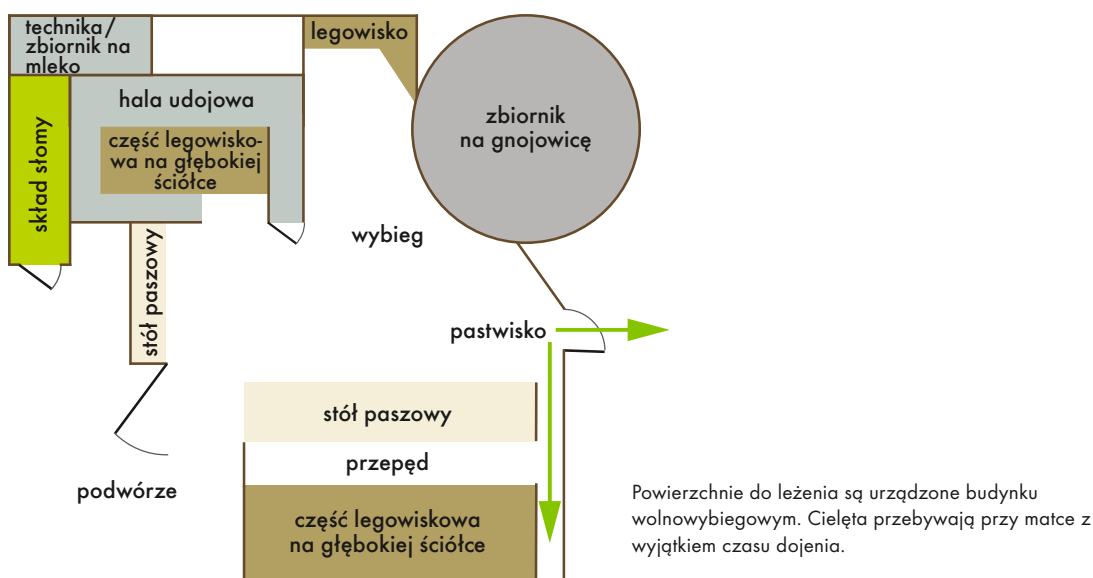 technika/
zbiornik na
mleko
legowisko
hala udojowa
zbiornik
na gnojowicę
część legowisko-
wa na głębokiej
ściółce
skład słomy
wybieg
stół paszowy
pastwisko
stół paszowy
przepęd
podwórze
część legowiskowa
na głębokiej ściółce
Powierzchnie do leżenia są urządzone budynku
wolnowybiegowym. Cielęta przebywają przy matce z
wyjątkiem czasu dojenia.